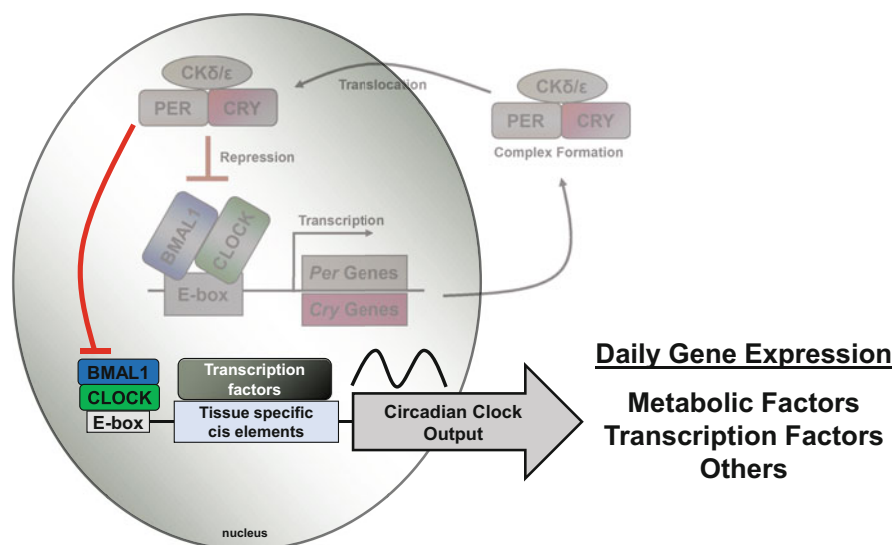 CKδ/ε
PER
CRY
Translocation
CKδ/ε
PER
CRY
Complex Formation
Repression
BMAL1
CLOCK
E-box
Transcription
Per Genes
Cry Genes
BMAL1
CLOCK
E-box
Transcription
factors
Tissue specific
cis elements
Circadian Clock
Output
Daily Gene Expression
Metabolic Factors
Transcription Factors
Others
nucleus